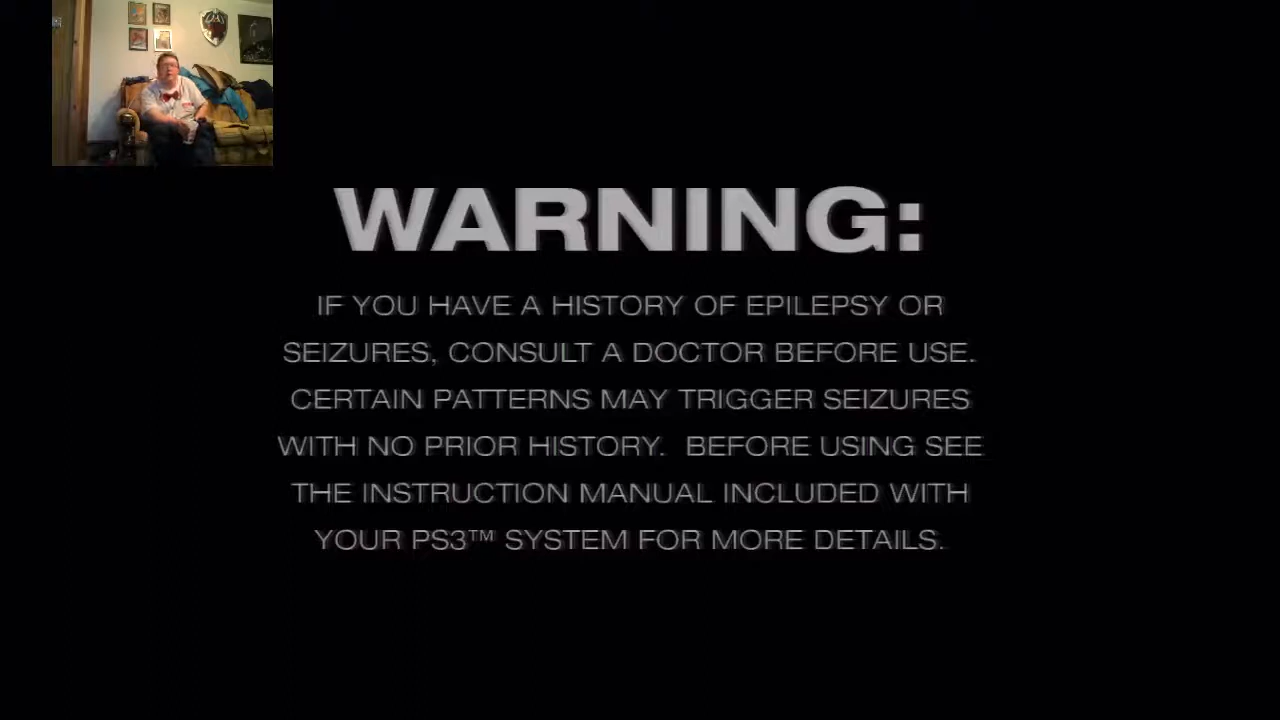 WARNING:
IF YOU HAVE A HISTORY OF EPILEPSY OR
SEIZURES, CONSULT A DOCTOR BEFORE USE.
CERTAIN PATTERNS MAY TRIGGER SEIZURES
WITH NO PRIOR HISTORY.  BEFORE USING SEE
THE INSTRUCTION MANUAL INCLUDED WITH
YOUR PS3™ SYSTEM FOR MORE DETAILS.